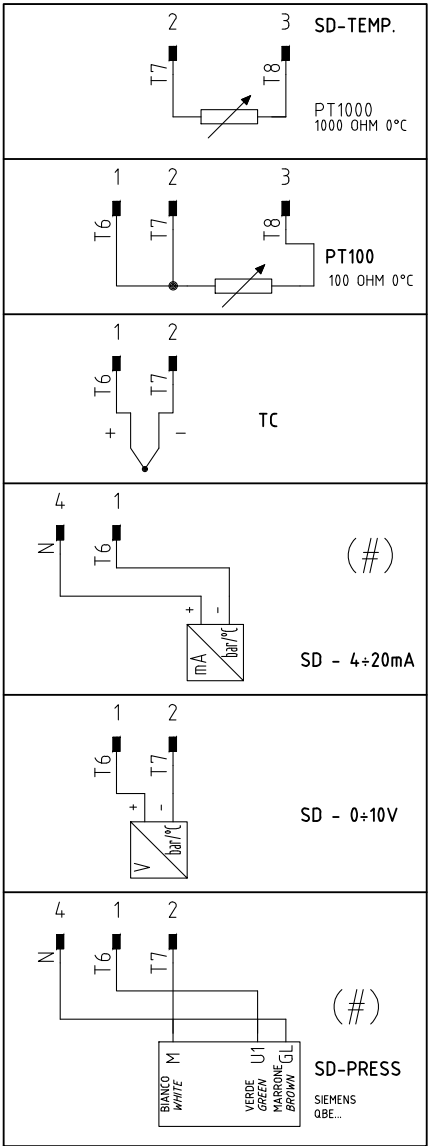 2 3 SD-TEMP.
T7 T8
PT1000
1000 OHM 0°C
1 2 3
T6 T7 T8
PT100
100 OHM 0°C
1 2
T6 T7
+ -
TC
4 1
N T6
(#)
+ -
mA bar/°C
SD - 4÷20mA
1 2
T6 T7
+ -
V bar/°C
SD - 0÷10V
4 1 2
N T6 T7
(#)
M U1 GL
BIANCO
WHITE
VERDE
GREEN
MARRONE
BROWN
SD-PRESS
SIEMENS
QBE...